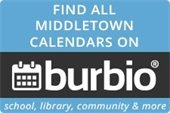 FIND ALL
MIDDLETOWN
CALENDARS ON
burbio®
school, library, community & more